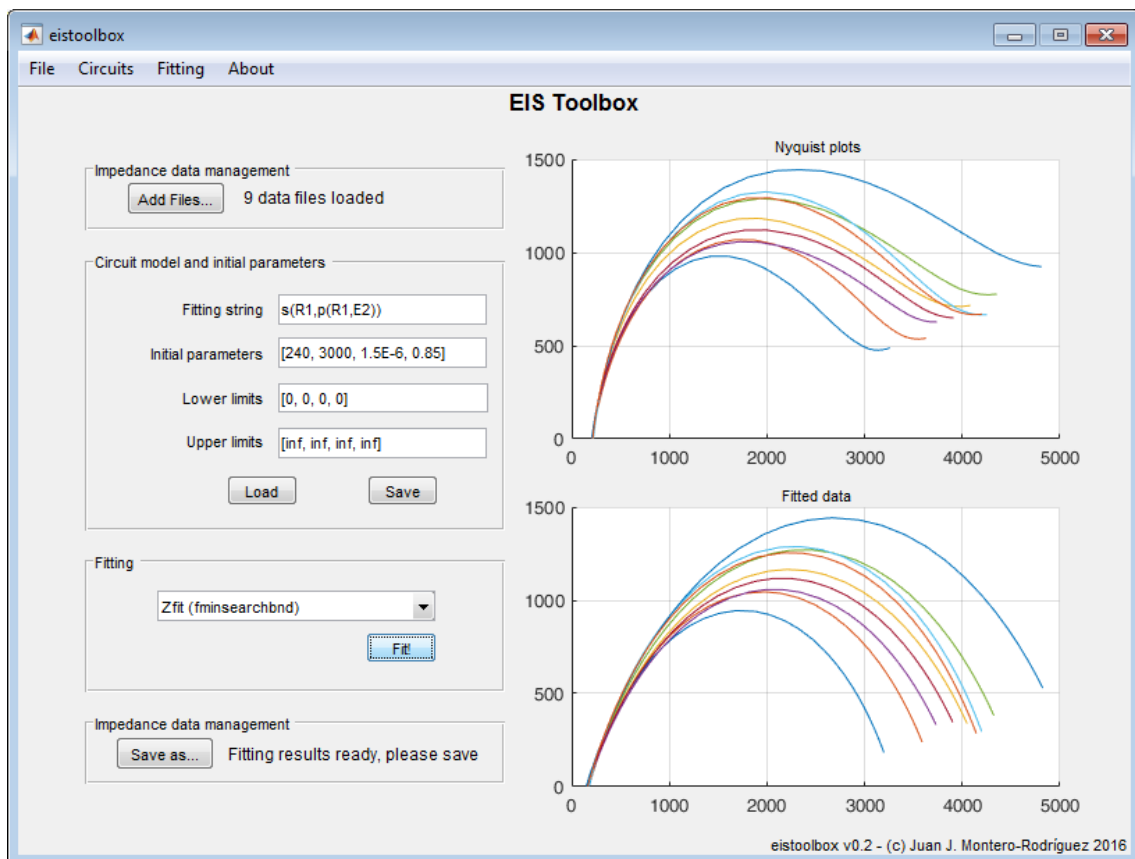 eistoolbox
File Circuits Fitting About
EIS Toolbox
Impedance data management
Add Files... 9 data files loaded
Circuit model and initial parameters
Fitting string s(R1,p(R1,E2))
Initial parameters [240, 3000, 1.5E-6, 0.85]
Lower limits [0, 0, 0, 0]
Upper limits [inf, inf, inf, inf]
Load Save
Fitting
Zfit (fminsearchbnd)
Fit!
Impedance data management
Save as... Fitting results ready, please save
Nyquist plots
1500
1000
500
0
0 1000 2000 3000 4000 5000
Fitted data
1500
1000
500
0
0 1000 2000 3000 4000 5000
eistoolbox v0.2 - (c) Juan J. Montero-Rodríguez 2016